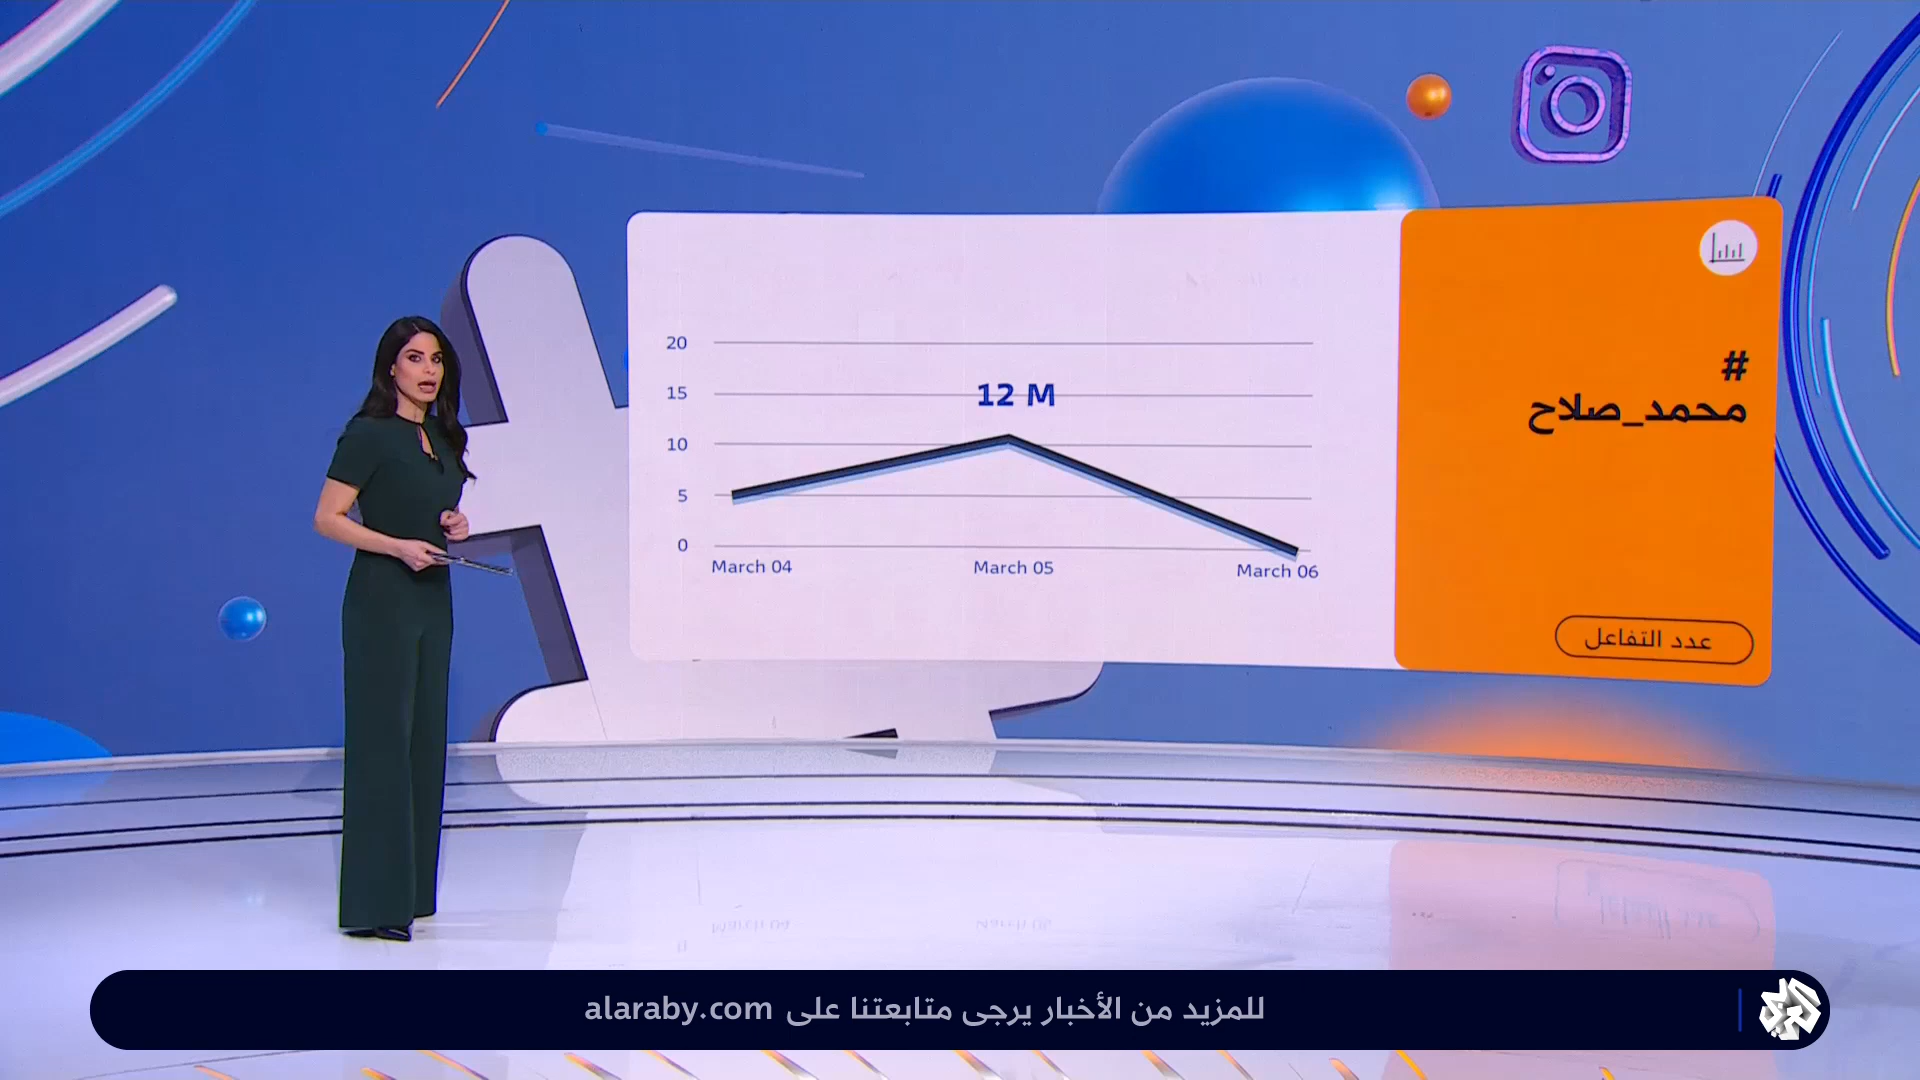 #
محمد_صلاح
20
15
12 M
10
5
0
March 04
March 05
March 06
عدد التفاعل
للمزيد من الأخبار يرجى متابعتنا على alaraby.com